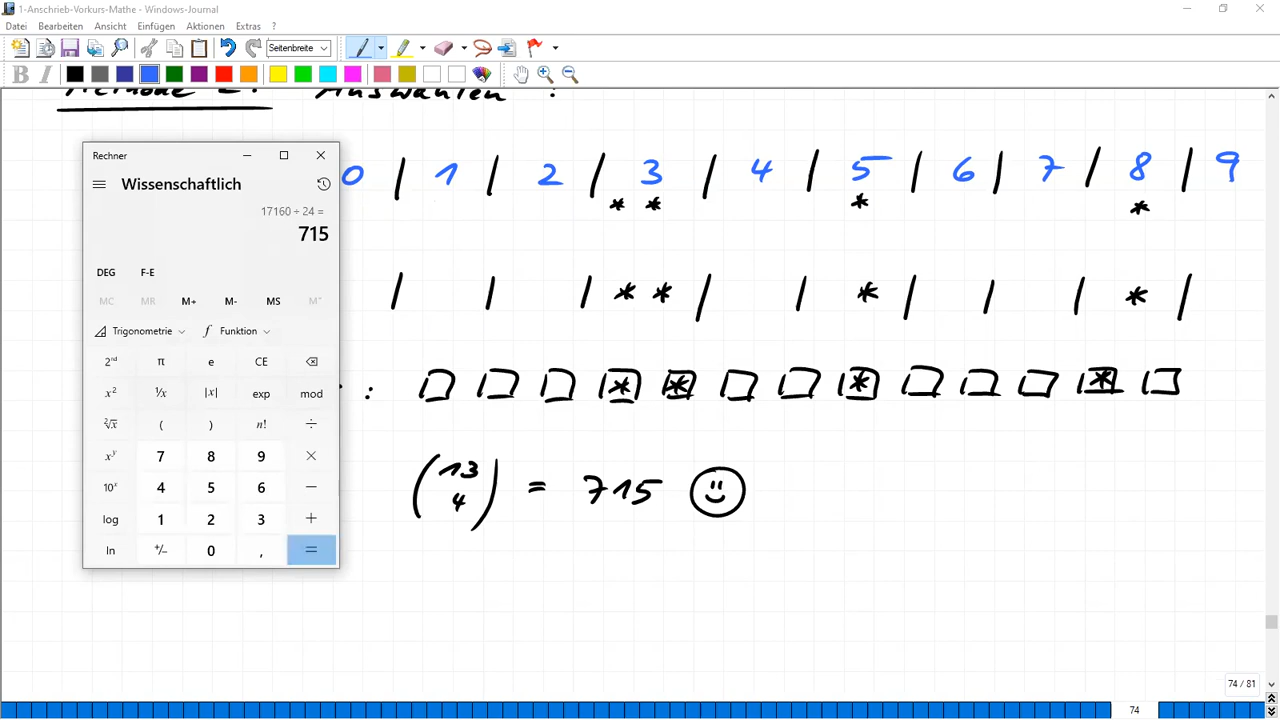 1-Anschrieb-Vorkurs-Mathe - Windows-Journal
Datei Bearbeiten Ansicht Einfügen Aktionen Extras ?
Seitenbreite
B I
Methode 2: Auswahlen :
Rechner
Wissenschaftlich
17160 ÷ 24 =
715
DEG F-E
MC MR M+ M- MS M˅
Trigonometrie f Funktion
2ⁿᵈ π e CE
x² ¹/x |x| exp mod
²√x ( ) n! ÷
xʸ 7 8 9 ×
10ˣ 4 5 6 −
log 1 2 3 +
ln +/- 0 , =
0 | 1 | 2 | 3 | 4 | 5 | 6 | 7 | 8 | 9
* * * *
| | | * * | | * | | | * |
: □ □ □ * * □ □ * □ □ □ * □
(13 4) = 715
74 / 81
74